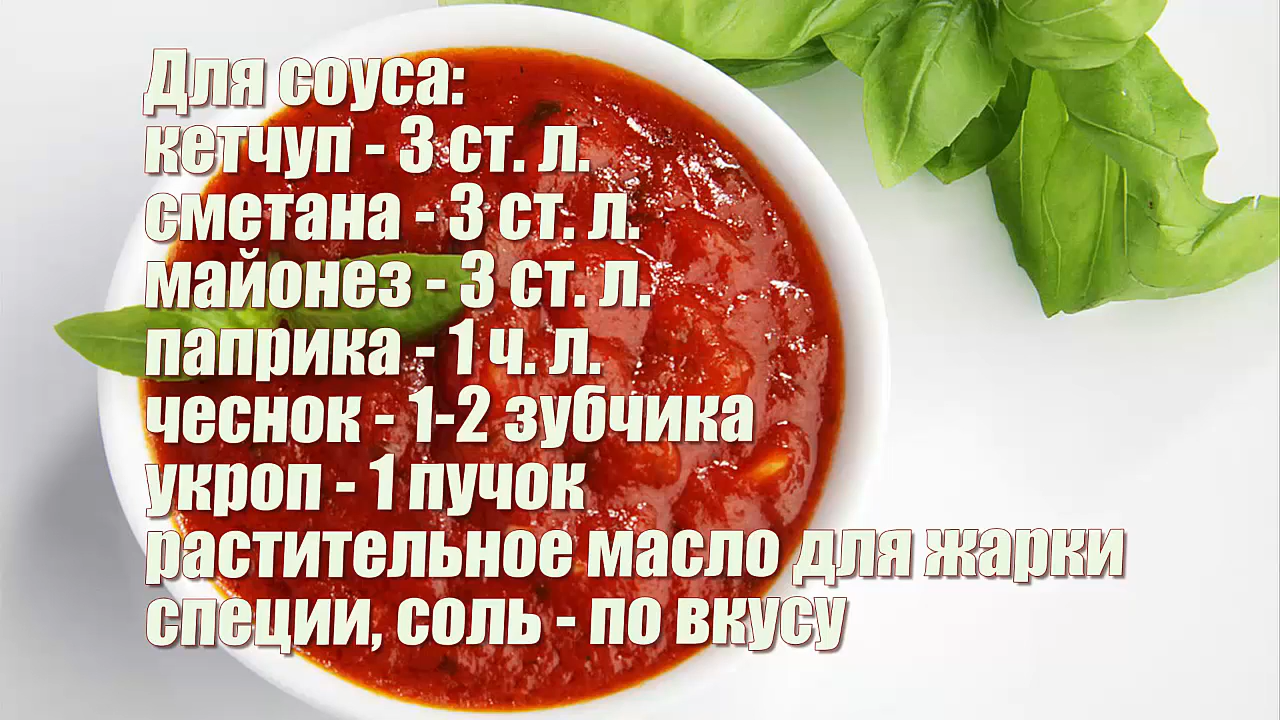 Для соуса:
кетчуп - 3 ст. л.
сметана - 3 ст. л.
майонез - 3 ст. л.
паприка - 1 ч. л.
чеснок - 1-2 зубчика
укроп - 1 пучок
растительное масло для жарки
специи, соль - по вкусу